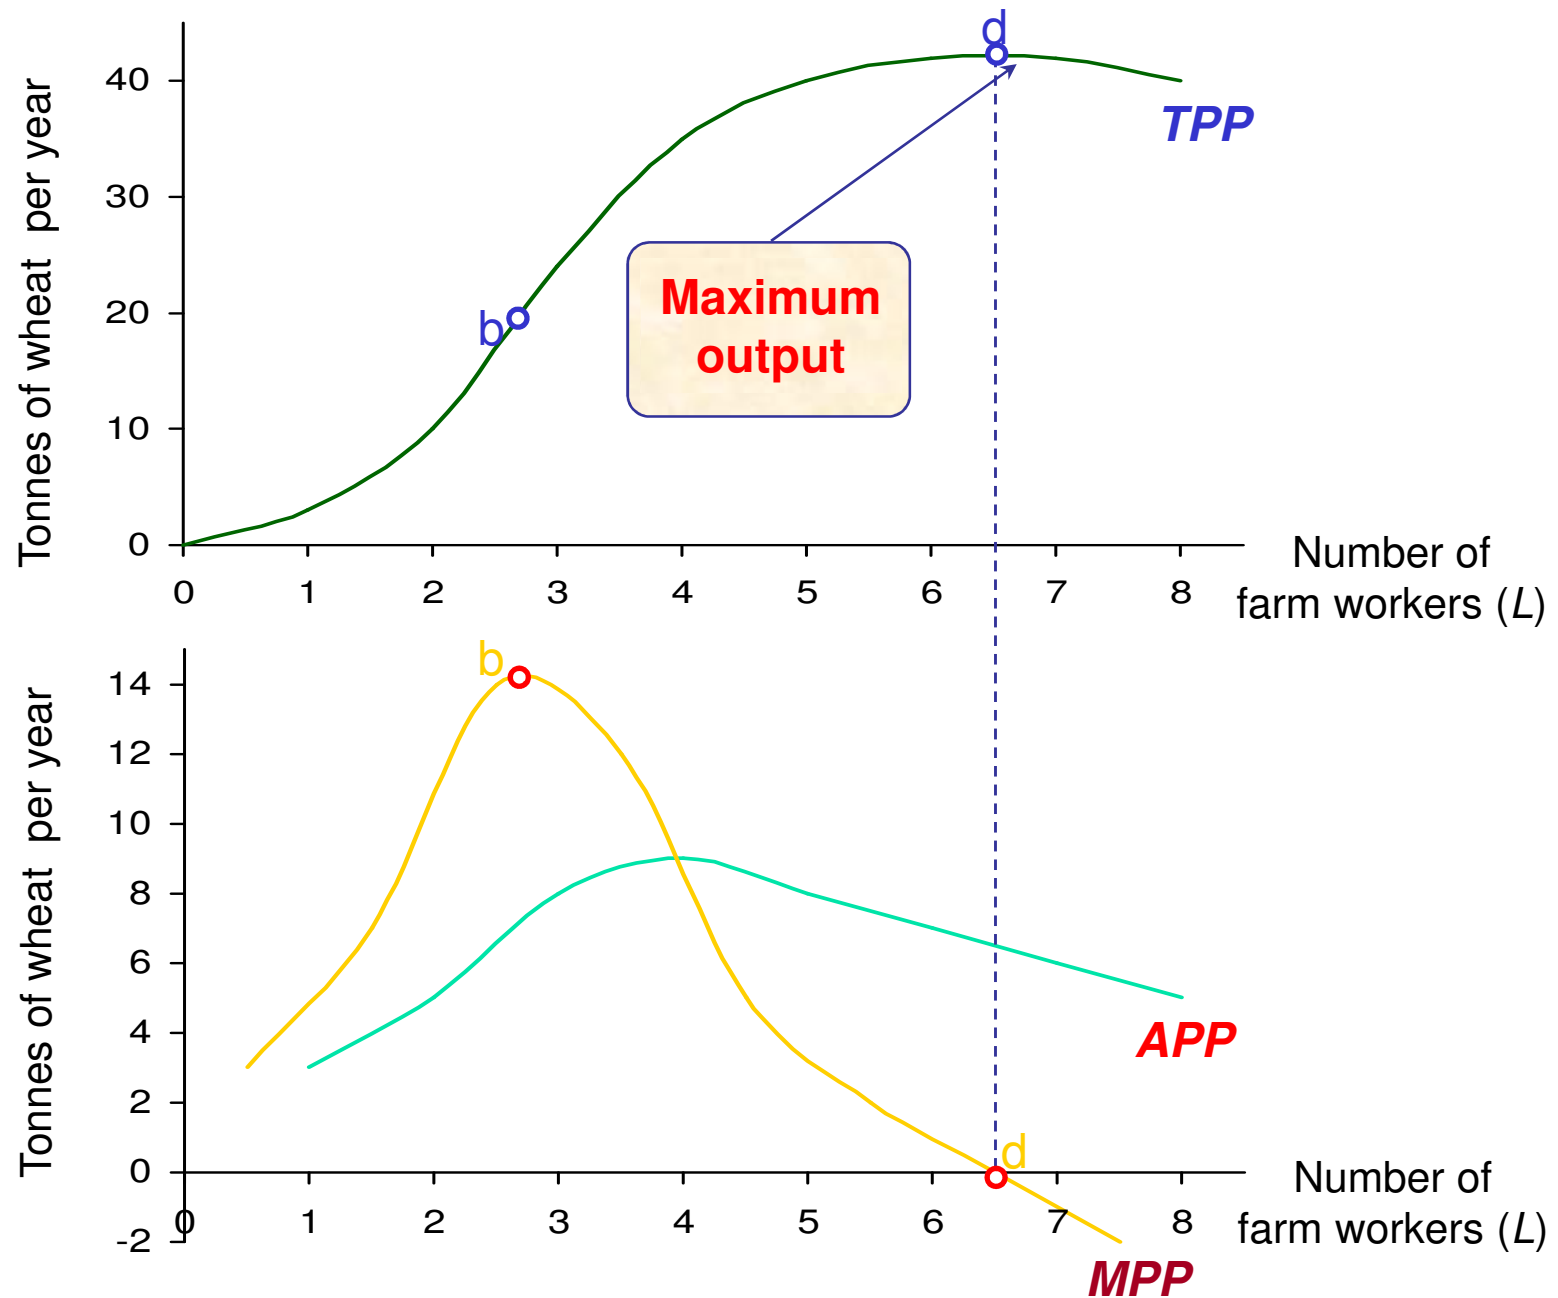 Tonnes of wheat per year
40
30
20
10
0
d
b
TPP
Maximum
output
0 1 2 3 4 5 6 7 8
Number of
farm workers (L)
Tonnes of wheat per year
14
12
10
8
6
4
2
0
-2
b
d
APP
MPP
0 1 2 3 4 5 6 7 8
Number of
farm workers (L)